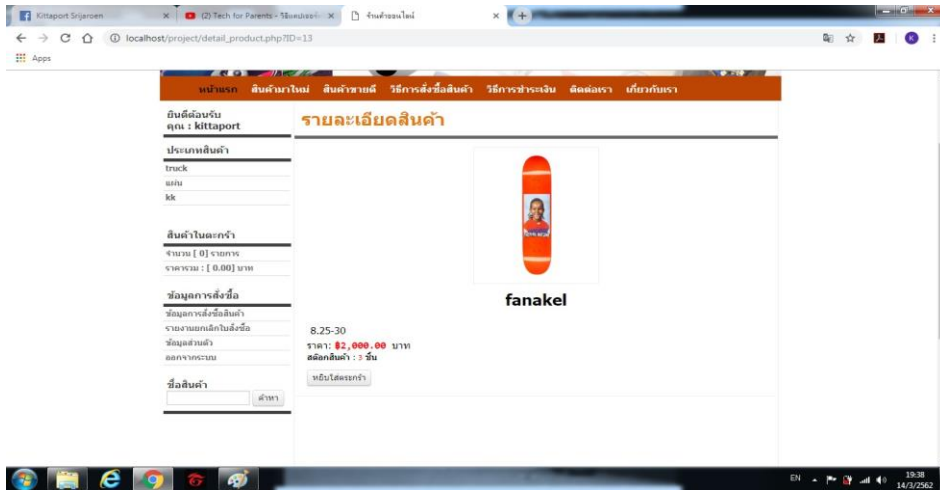 Kittaport Srijaroen
(2) Tech for Parents - วิธีแคปเจอร์
ร้านค้าออนไลน์
localhost/project/detail_product.php?ID=13
K
Apps
หน้าแรก สินค้ามาใหม่ สินค้าขายดี วิธีการสั่งซื้อสินค้า วิธีการชำระเงิน ติดต่อเรา เกี่ยวกับเรา
ยินดีต้อนรับ
คุณ : kittaport
รายละเอียดสินค้า
ประเภทสินค้า
truck
แผ่น
kk
สินค้าในตะกร้า
จำนวน [ 0] รายการ
ราคารวม : [ 0.00] บาท
ข้อมูลการสั่งซื้อ
ข้อมูลการสั่งซื้อสินค้า
รายงานยกเลิกใบสั่งซื้อ
ข้อมูลส่วนตัว
ออกจากระบบ
ชื่อสินค้า
ค้นหา
fanakel
8.25-30
ราคา: ฿2,000.00 บาท
สต๊อกสินค้า : 3 ชิ้น
หยิบใส่ตระกร้า
EN
19:38
14/3/2562